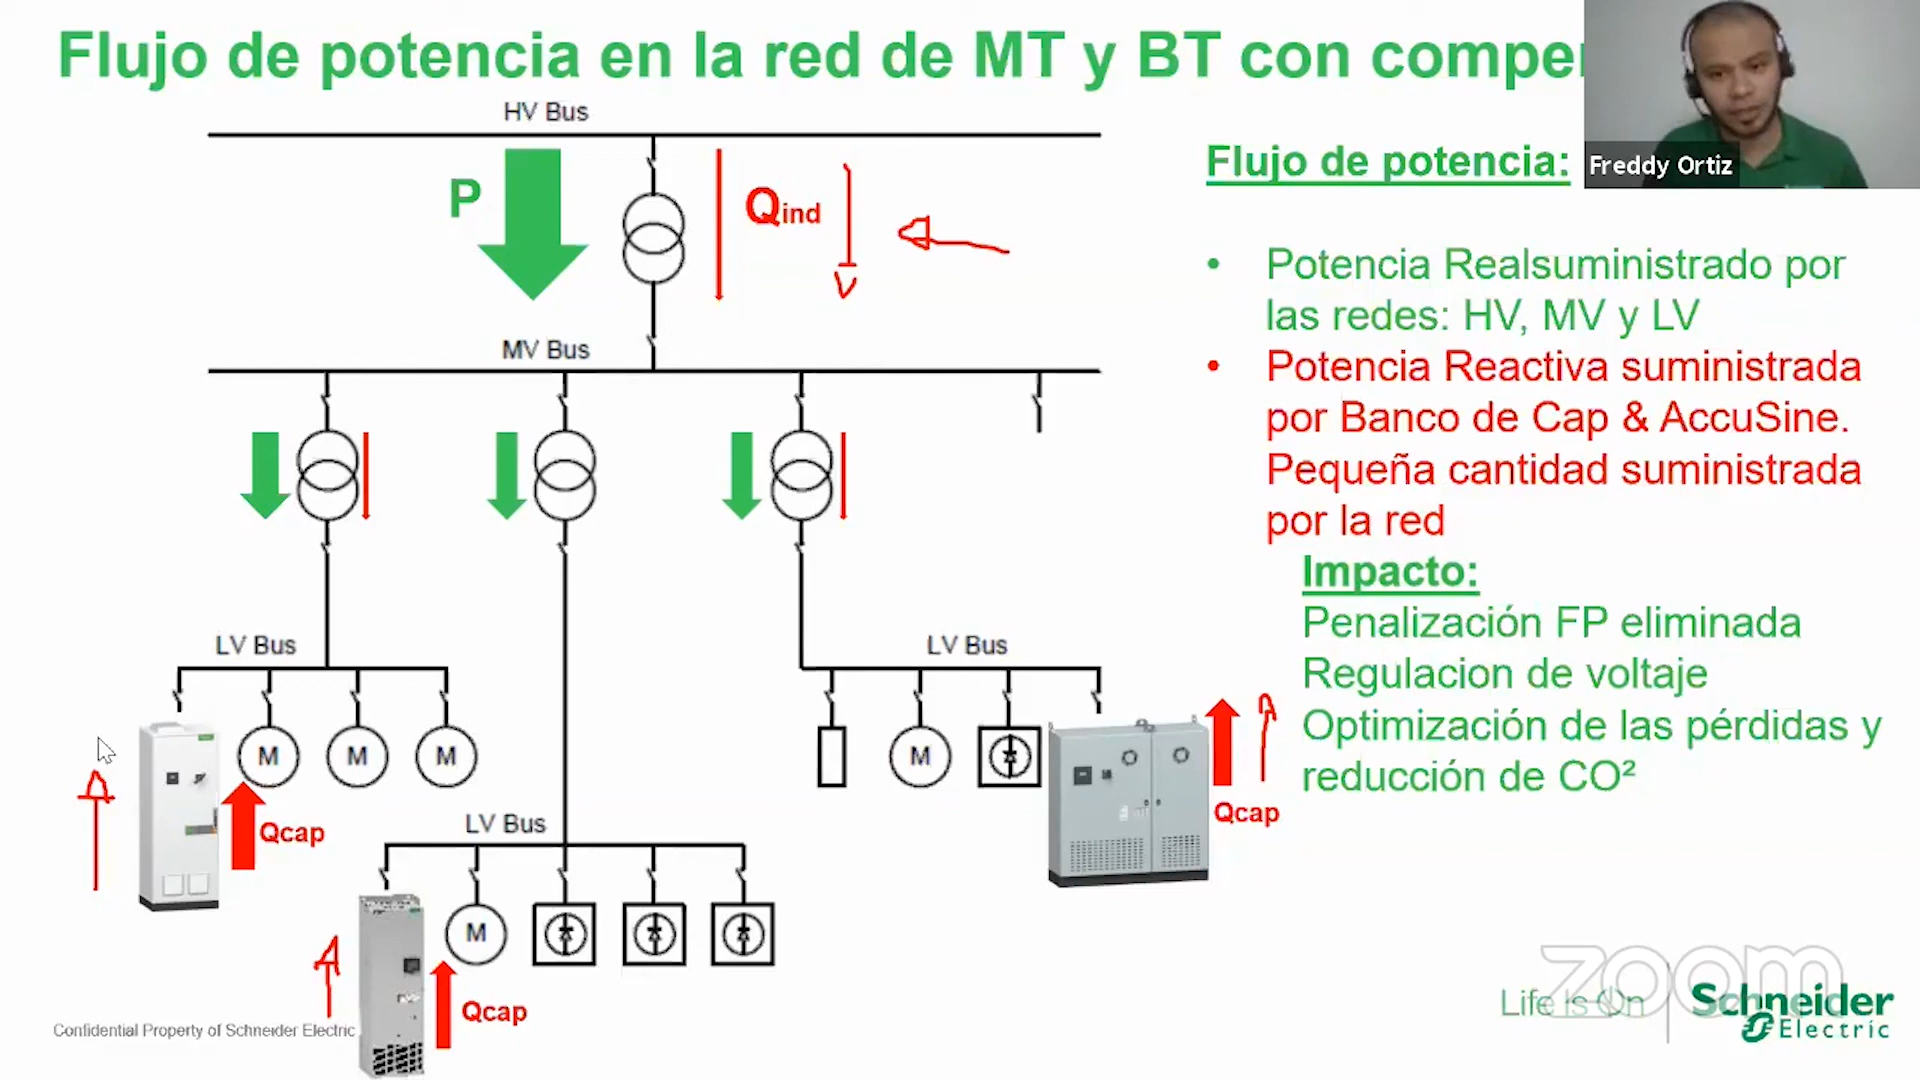 Flujo de potencia en la red de MT y BT con compe
Freddy Ortiz
HV Bus
P
Qind
MV Bus
LV Bus
M
M
M
Qcap
LV Bus
M
Qcap
LV Bus
M
Qcap
Flujo de potencia:
• Potencia Realsuministrado por
las redes: HV, MV y LV
• Potencia Reactiva suministrada
por Banco de Cap & AccuSine.
Pequeña cantidad suministrada
por la red
Impacto:
Penalización FP eliminada
Regulacion de voltaje
Optimización de las pérdidas y
reducción de CO²
Confidential Property of Schneider Electric
zoom
Life Is On
Schneider
Electric